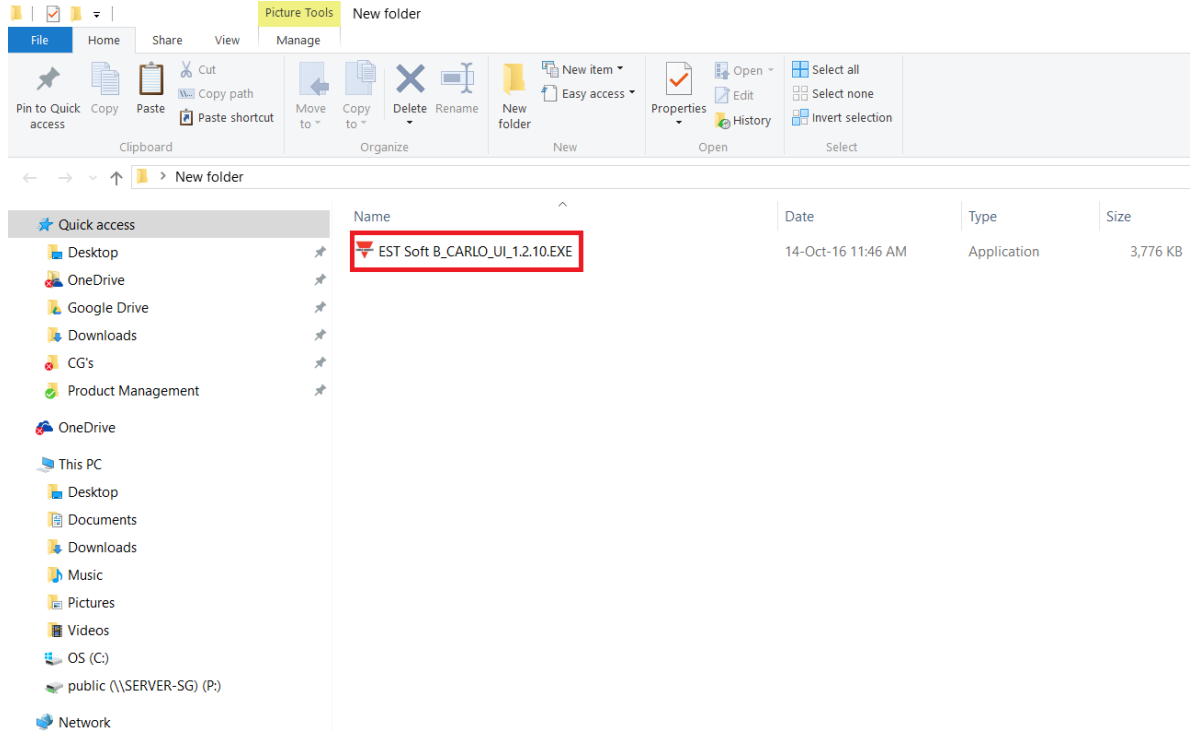 Picture Tools New folder
File Home Share View Manage
Pin to Quick access
Copy
Paste
Cut
Copy path
Paste shortcut
Clipboard
Move to
Copy to
Delete
Rename
Organize
New folder
New item
Easy access
New
Properties
Open
Edit
History
Open
Select all
Select none
Invert selection
Select
New folder
Name Date Type Size
EST Soft B_CARLO_UI_1.2.10.EXE 14-Oct-16 11:46 AM Application 3,776 KB
Quick access
Desktop
OneDrive
Google Drive
Downloads
CG's
Product Management
OneDrive
This PC
Desktop
Documents
Downloads
Music
Pictures
Videos
OS (C:)
public (\\SERVER-SG) (P:)
Network